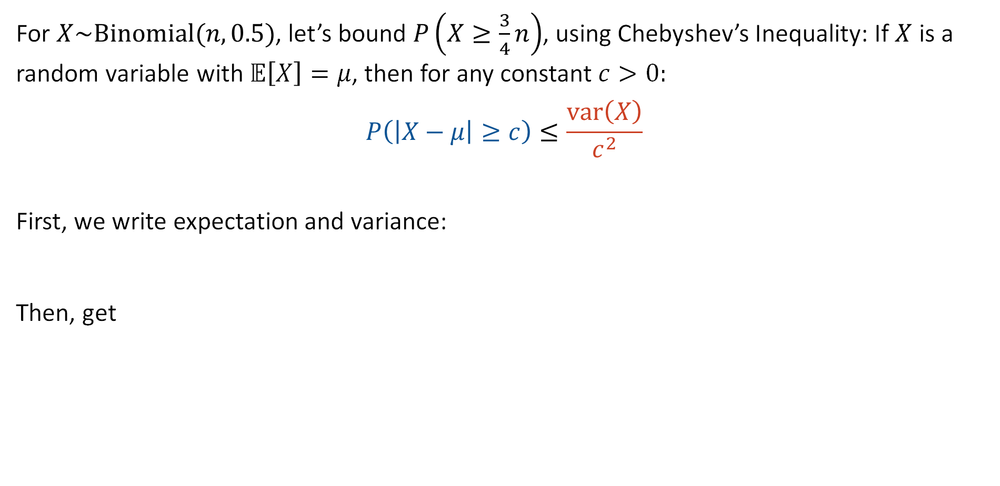 For X~Binomial(n, 0.5), let’s bound P(X ≥ 3/4 n), using Chebyshev’s Inequality: If X is a
random variable with 𝔼[X] = μ, then for any constant c > 0:
P(|X − μ| ≥ c) ≤ var(X)/c²
First, we write expectation and variance:
Then, get